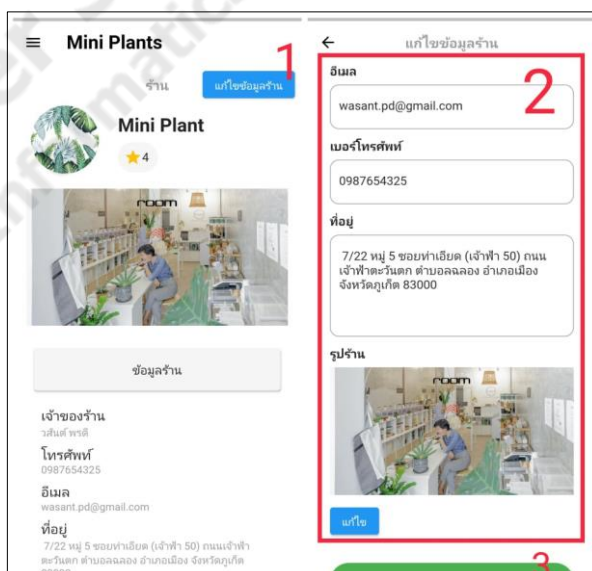 Mini Plants
1
ร้าน
แก้ไขข้อมูลร้าน
Mini Plant
4
room
ข้อมูลร้าน
เจ้าของร้าน
วสันต์ พรดี
โทรศัพท์
0987654325
อีเมล
wasant.pd@gmail.com
ที่อยู่
7/22 หมู่ 5 ซอยท่าเอียด (เจ้าฟ้า 50) ถนนเจ้าฟ้า
ตะวันตก ตำบลฉลอง อำเภอเมือง จังหวัดภูเก็ต
แก้ไขข้อมูลร้าน
2
อีเมล
wasant.pd@gmail.com
เบอร์โทรศัพท์
0987654325
ที่อยู่
7/22 หมู่ 5 ซอยท่าเอียด (เจ้าฟ้า 50) ถนน
เจ้าฟ้าตะวันตก ตำบลฉลอง อำเภอเมือง
จังหวัดภูเก็ต 83000
รูปร้าน
room
แก้ไข
3